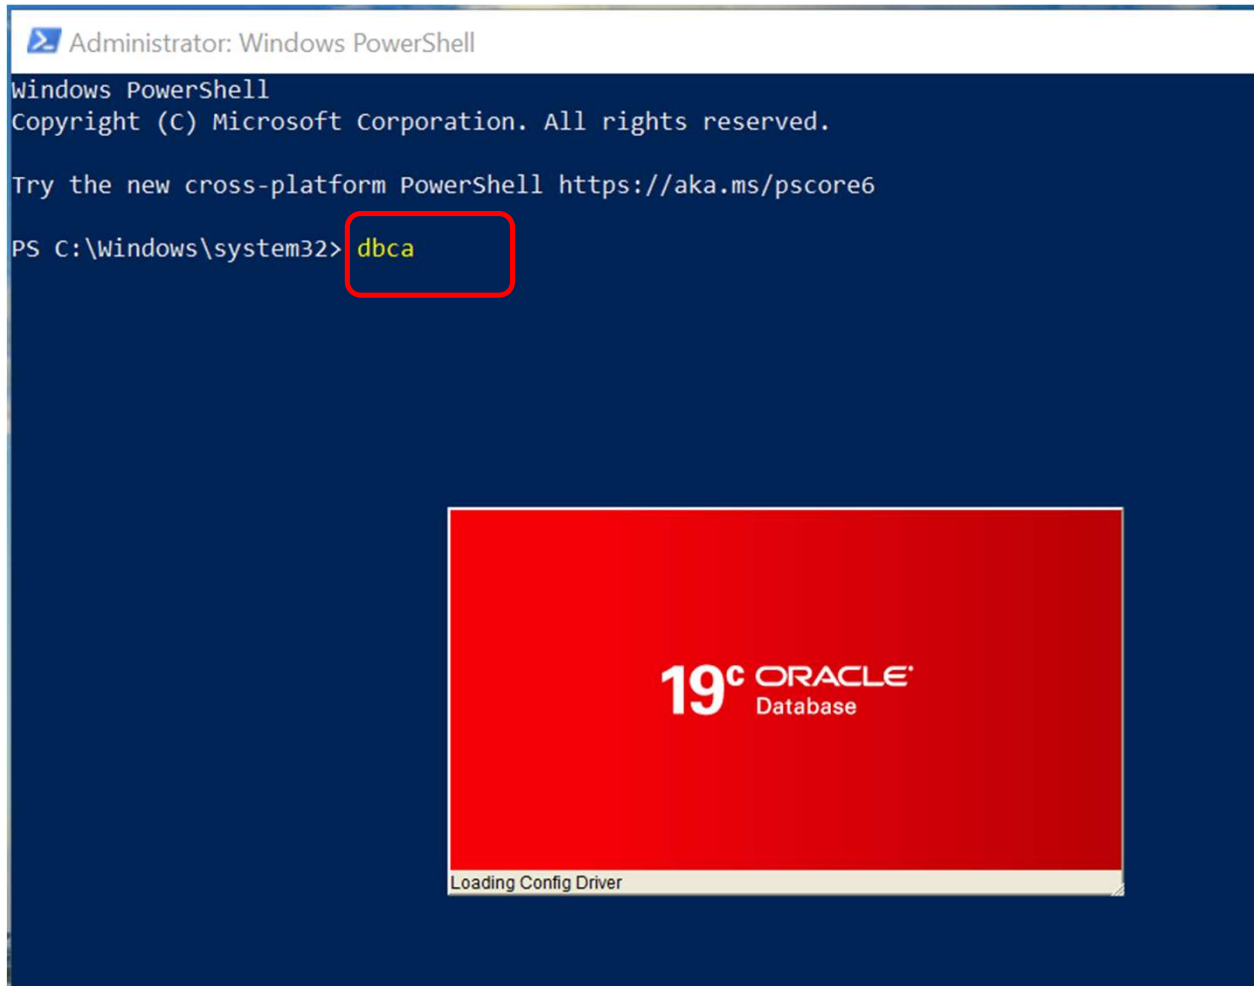 Administrator: Windows PowerShell
Windows PowerShell
Copyright (C) Microsoft Corporation. All rights reserved.
Try the new cross-platform PowerShell https://aka.ms/pscore6
PS C:\Windows\system32> dbca
19c ORACLE
Database
Loading Config Driver